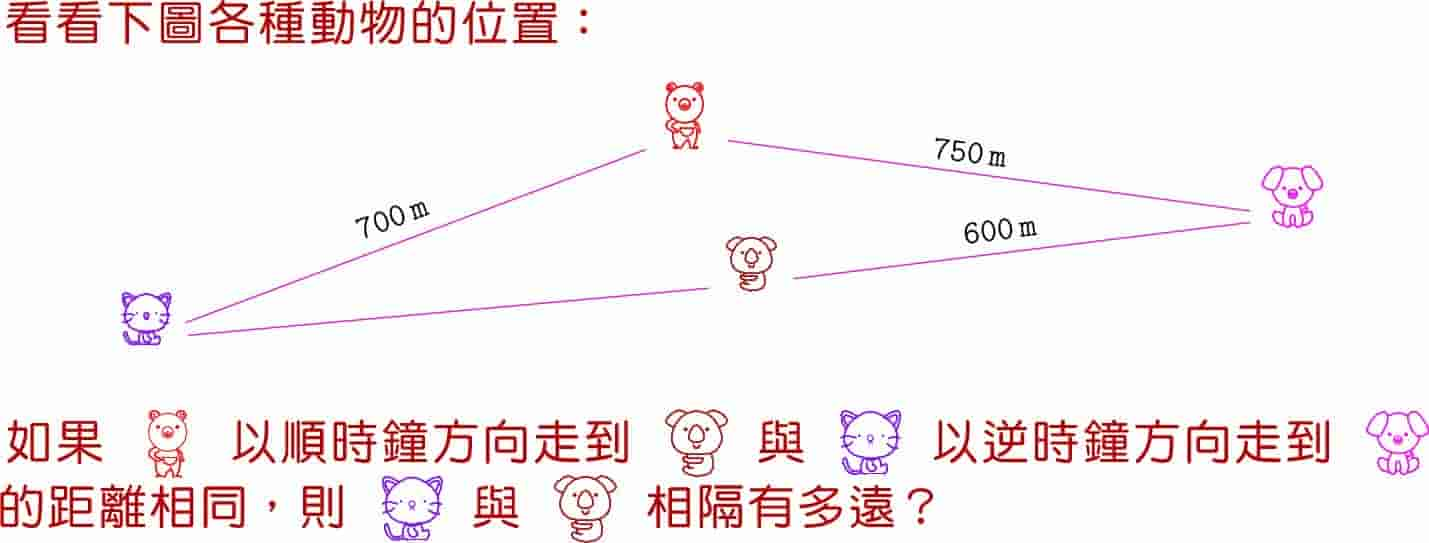 看看下圖各種動物的位置：
750 m
700 m
600 m
如果 以順時鐘方向走到 與 以逆時鐘方向走到
的距離相同，則 與 相隔有多遠？